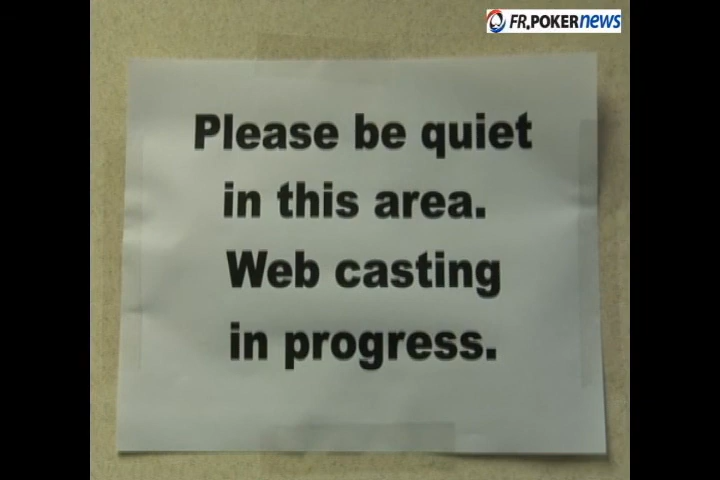 FR.POKERnews
Please be quiet
in this area.
Web casting
in progress.